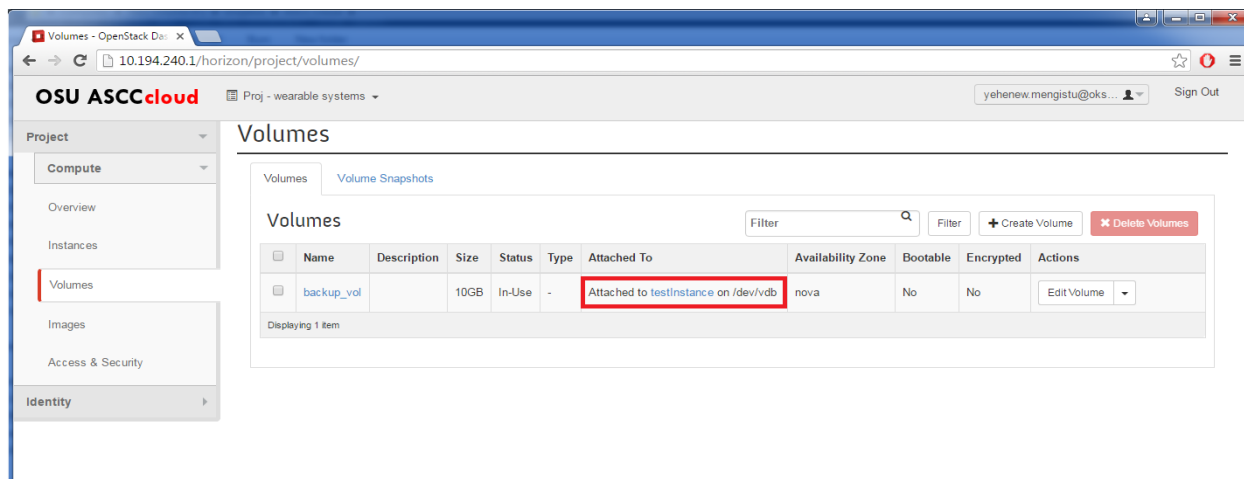 Volumes - OpenStack Das
10.194.240.1/horizon/project/volumes/
OSU ASCCcloud
Proj - wearable systems
yehenew.mengistu@oks...
Sign Out
Project
Compute
Overview
Instances
Volumes
Images
Access & Security
Identity
Volumes
Volumes Volume Snapshots
Volumes
Filter Filter Create Volume Delete Volumes
Name Description Size Status Type Attached To Availability Zone Bootable Encrypted Actions
backup_vol 10GB In-Use - Attached to testInstance on /dev/vdb nova No No Edit Volume
Displaying 1 item